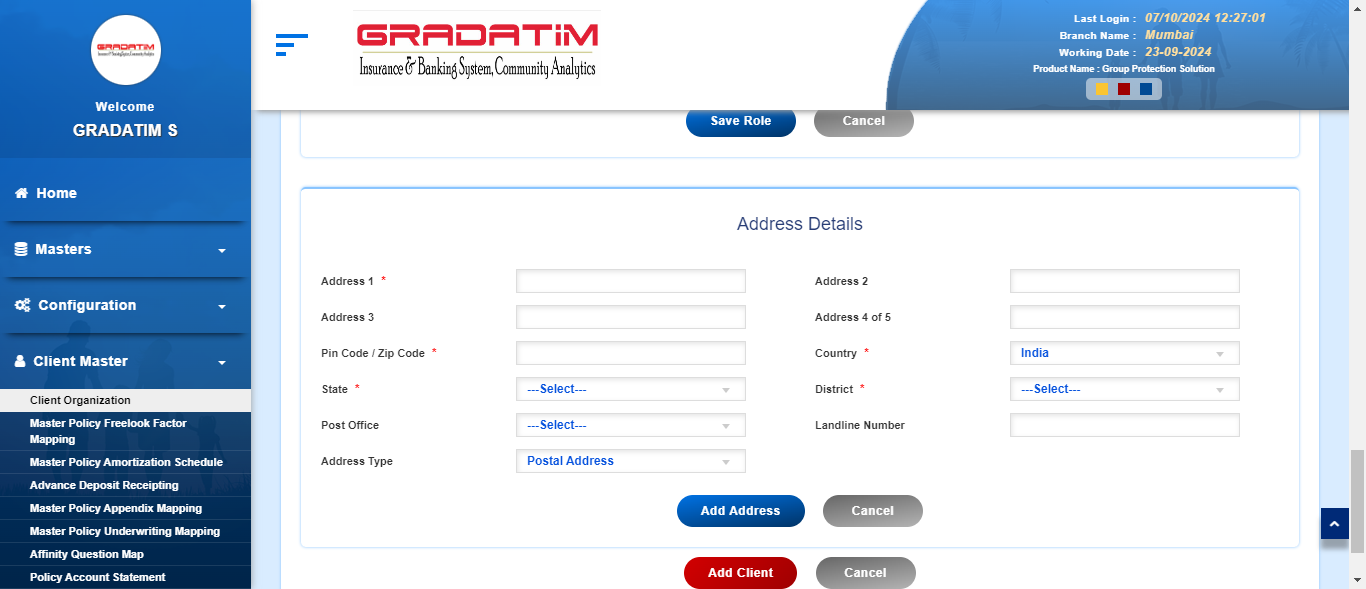 GRADATIM
Insurance & Banking System, Community Analytics
Welcome
GRADATIM S
Home
Masters
Configuration
Client Master
Client Organization
Master Policy Freelook Factor
Mapping
Master Policy Amortization Schedule
Advance Deposit Receipting
Master Policy Appendix Mapping
Master Policy Underwriting Mapping
Affinity Question Map
Policy Account Statement
GRADATIM
Insurance & Banking System, Community Analytics
Last Login : 07/10/2024 12:27:01
Branch Name : Mumbai
Working Date : 23-09-2024
Product Name : Group Protection Solution
Save Role Cancel
Address Details
Address 1 * Address 2
Address 3 Address 4 of 5
Pin Code / Zip Code * Country * India
State * ---Select--- District * ---Select---
Post Office ---Select--- Landline Number
Address Type Postal Address
Add Address Cancel
Add Client Cancel